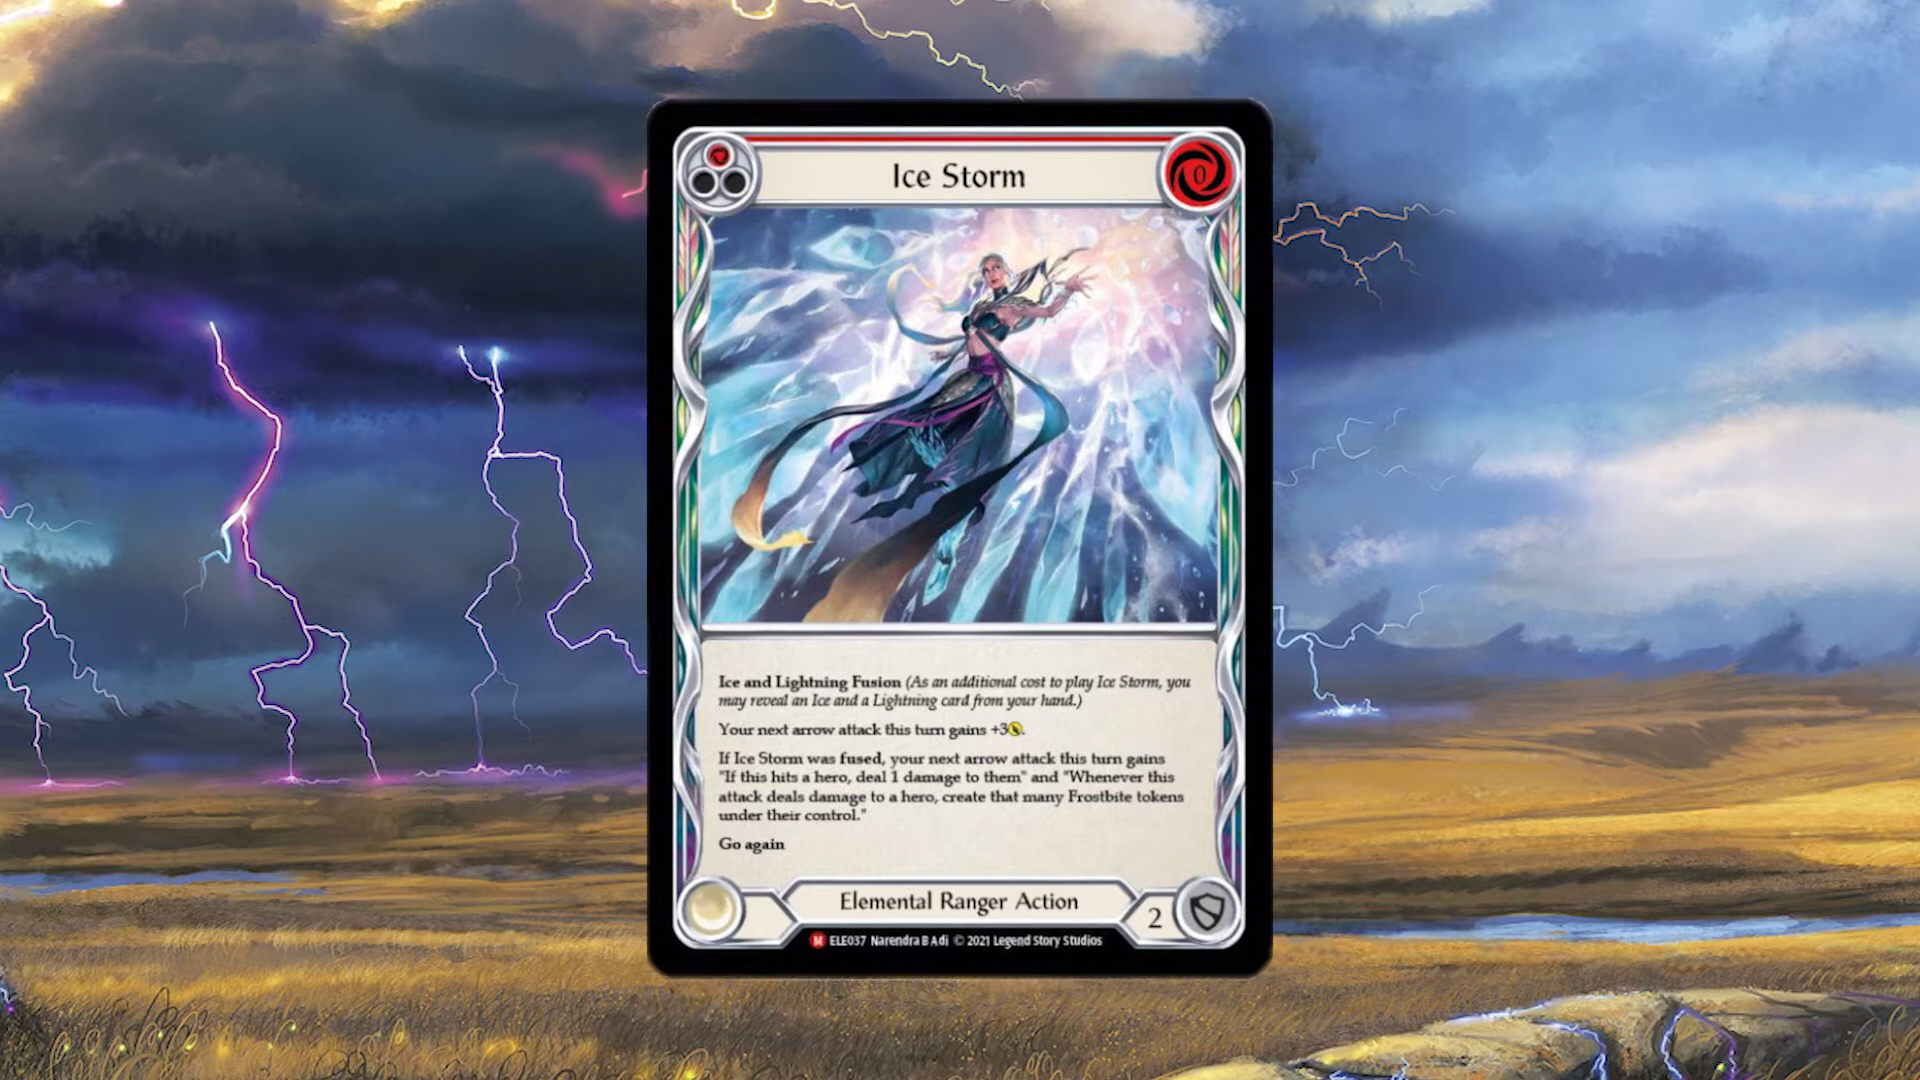 Ice Storm
0
Ice and Lightning Fusion (As an additional cost to play Ice Storm, you
may reveal an Ice and a Lightning card from your hand.)
Your next arrow attack this turn gains +3.
If Ice Storm was fused, your next arrow attack this turn gains
"If this hits a hero, deal 1 damage to them" and "Whenever this
attack deals damage to a hero, create that many Frostbite tokens
under their control."
Go again
Elemental Ranger Action
2
M ELE037 Narendra B Adi © 2021 Legend Story Studios